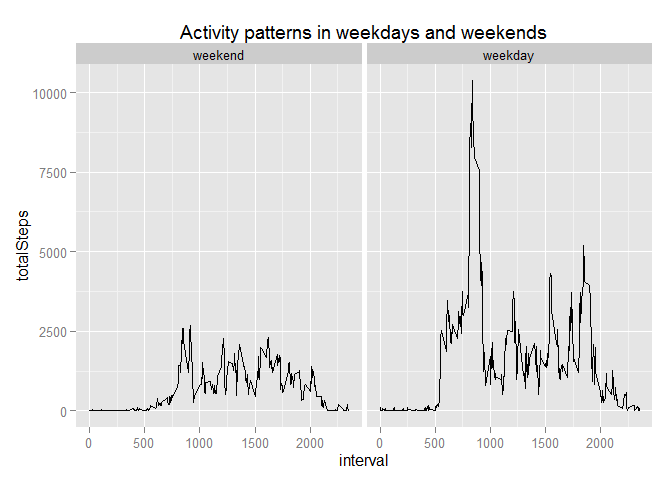 Activity patterns in weekdays and weekends
weekend weekday
10000
7500
5000
2500
0
totalSteps
0 500 1000 1500 2000 0 500 1000 1500 2000
interval